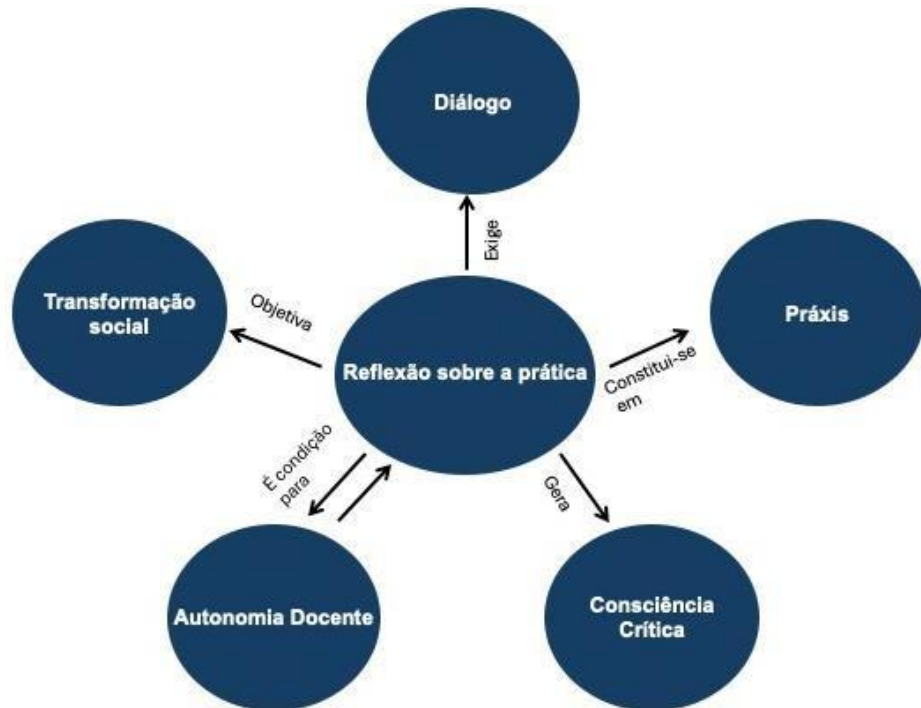 Diálogo
Exige
Transformação
social
Objetiva
Reflexão sobre a prática
Práxis
Constitui-se
em
É condição
para
Gera
Autonomia Docente
Consciência
Crítica